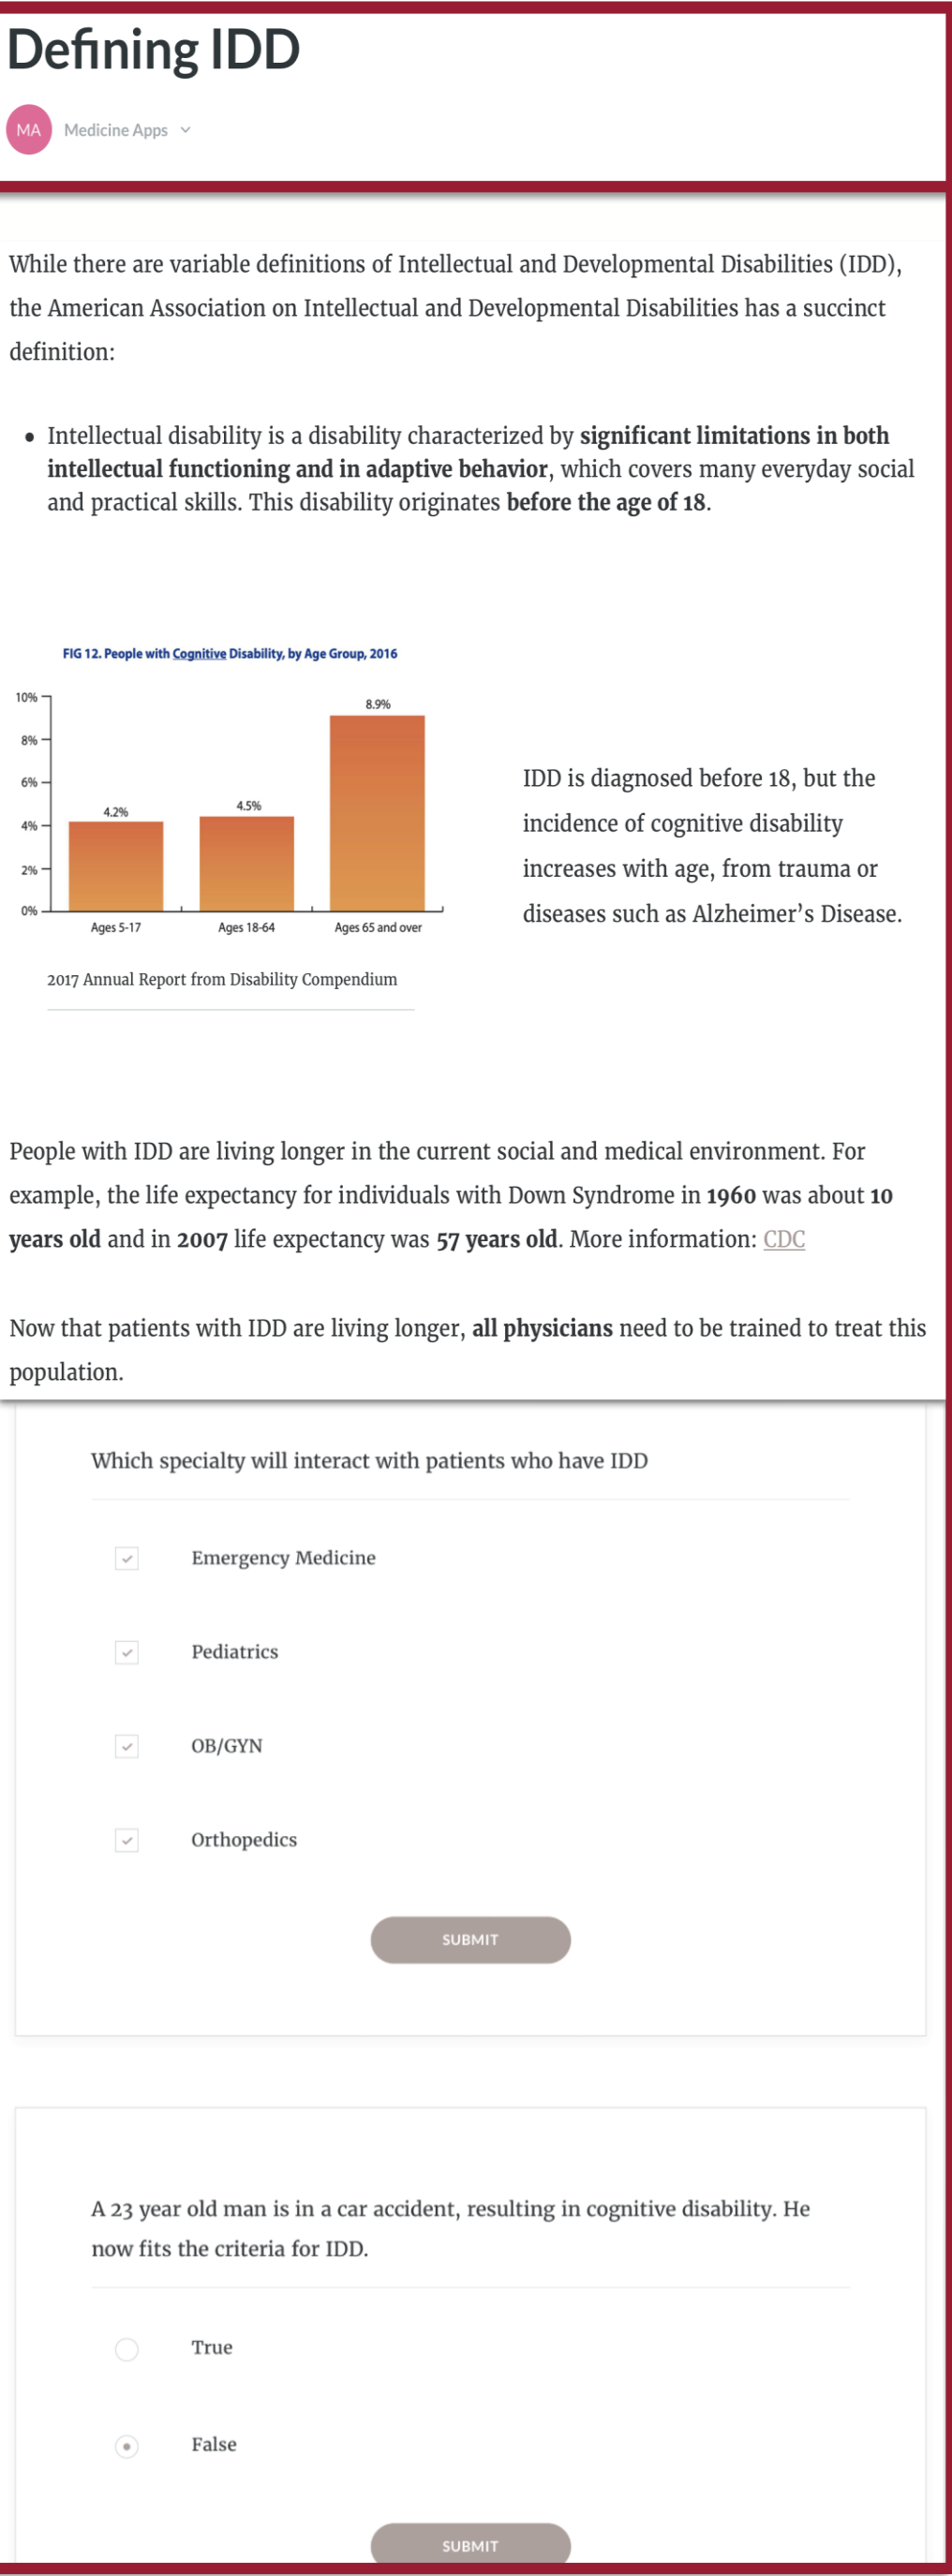 Defining IDD
MA Medicine Apps
While there are variable definitions of Intellectual and Developmental Disabilities (IDD),
the American Association on Intellectual and Developmental Disabilities has a succinct
definition:
• Intellectual disability is a disability characterized by significant limitations in both
intellectual functioning and in adaptive behavior, which covers many everyday social
and practical skills. This disability originates before the age of 18.
FIG 12. People with Cognitive Disability, by Age Group, 2016
10%
8%
6%
4%
2%
0%
4.2%
4.5%
8.9%
Ages 5-17
Ages 18-64
Ages 65 and over
2017 Annual Report from Disability Compendium
IDD is diagnosed before 18, but the
incidence of cognitive disability
increases with age, from trauma or
diseases such as Alzheimer’s Disease.
People with IDD are living longer in the current social and medical environment. For
example, the life expectancy for individuals with Down Syndrome in 1960 was about 10
years old and in 2007 life expectancy was 57 years old. More information: CDC
Now that patients with IDD are living longer, all physicians need to be trained to treat this
population.
Which specialty will interact with patients who have IDD
Emergency Medicine
Pediatrics
OB/GYN
Orthopedics
SUBMIT
A 23 year old man is in a car accident, resulting in cognitive disability. He
now fits the criteria for IDD.
True
False
SUBMIT